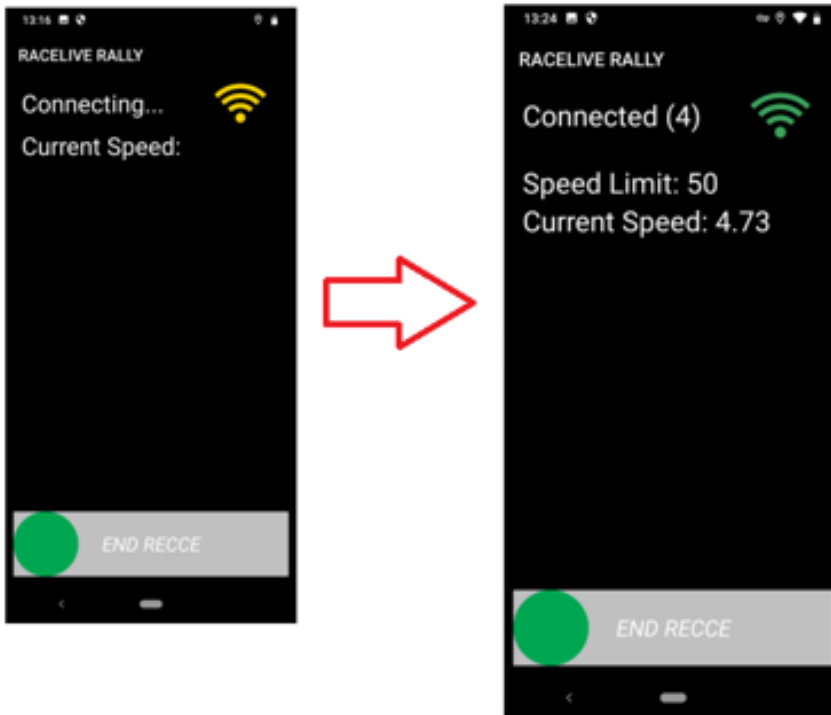 13:16
RACELIVE RALLY
Connecting...
Current Speed:
END RECCE
13:24
RACELIVE RALLY
Connected (4)
Speed Limit: 50
Current Speed: 4.73
END RECCE